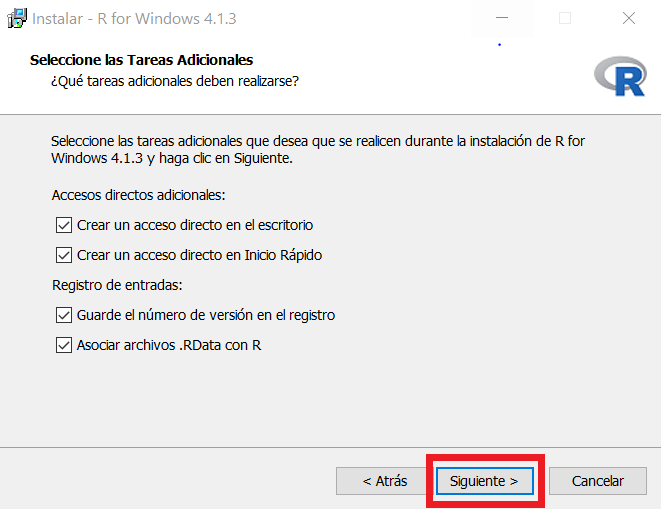 Instalar - R for Windows 4.1.3
Seleccione las Tareas Adicionales
¿Qué tareas adicionales deben realizarse?
R
Seleccione las tareas adicionales que desea que se realicen durante la instalación de R for
Windows 4.1.3 y haga clic en Siguiente.
Accesos directos adicionales:
Crear un acceso directo en el escritorio
Crear un acceso directo en Inicio Rápido
Registro de entradas:
Guarde el número de versión en el registro
Asociar archivos .RData con R
< Atrás Siguiente > Cancelar